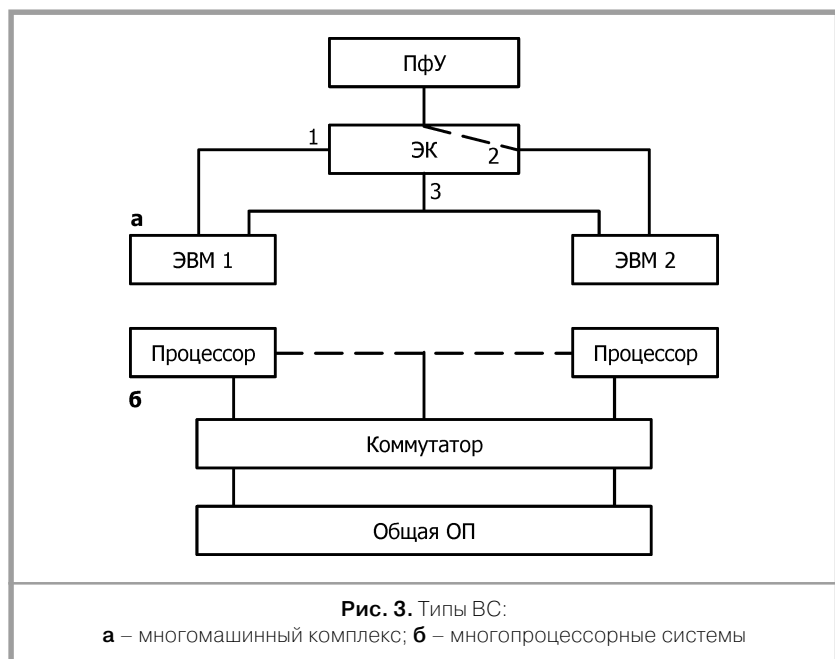 ПфУ
1
ЭК
2
3
а
ЭВМ 1
ЭВМ 2
Процессор
Процессор
б
Коммутатор
Общая ОП
Рис. 3. Типы ВС:
а – многомашинный комплекс; б – многопроцессорные системы